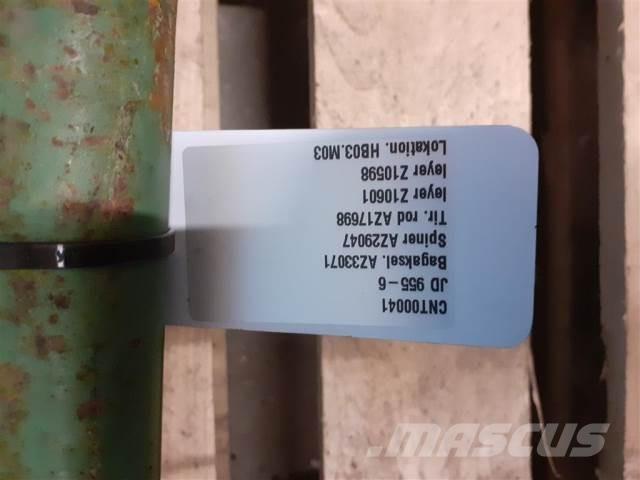 CNT00041
JD 955-6
Bagaksel. AZ33071
Spiner AZ29047
Tir. rod AZ17698
leyer Z10601
leyer Z10598
Lokation. HB03.M03
MASCUS